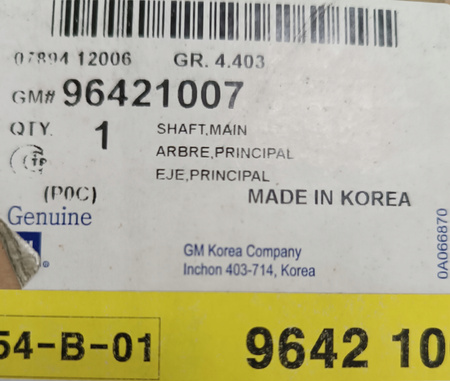 07894 12006 GR. 4.403
GM# 96421007
QTY. 1 SHAFT,MAIN
ARBRE,PRINCIPAL
EJE,PRINCIPAL
(P0C) MADE IN KOREA
Genuine
GM Korea Company
Inchon 403-714, Korea
0A066870
54-B-01 9642 100